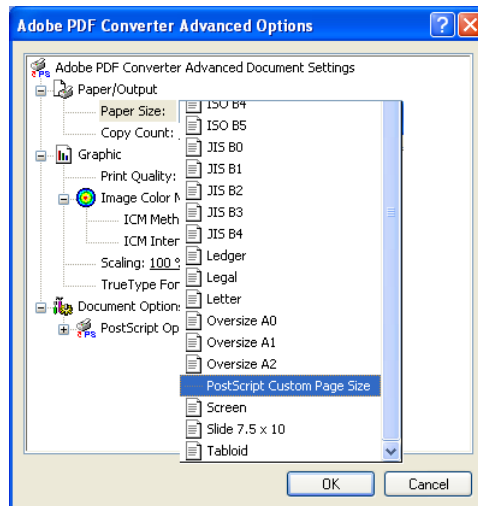 Adobe PDF Converter Advanced Options
Adobe PDF Converter Advanced Document Settings
Paper/Output
Paper Size:
Copy Count:
Graphic
Print Quality:
Image Color M
ICM Meth
ICM Inter
Scaling: 100 %
TrueType For
Document Option
PostScript Op
ISO B4
ISO B5
JIS B0
JIS B1
JIS B2
JIS B3
JIS B4
Ledger
Legal
Letter
Oversize A0
Oversize A1
Oversize A2
PostScript Custom Page Size
Screen
Slide 7.5 x 10
Tabloid
OK
Cancel